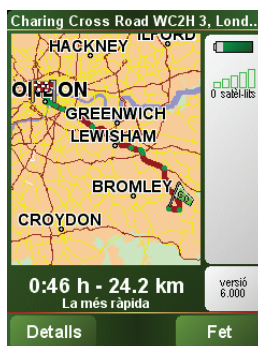 Charing Cross Road WC2H 3, Lond...
HACKNEY
ILFORD
0 satèl·lits
GREENWICH
LEWISHAM
BROMLEY
CROYDON
0:46 h - 24.2 km
La més ràpida
versió
6.000
Detalls
Fet